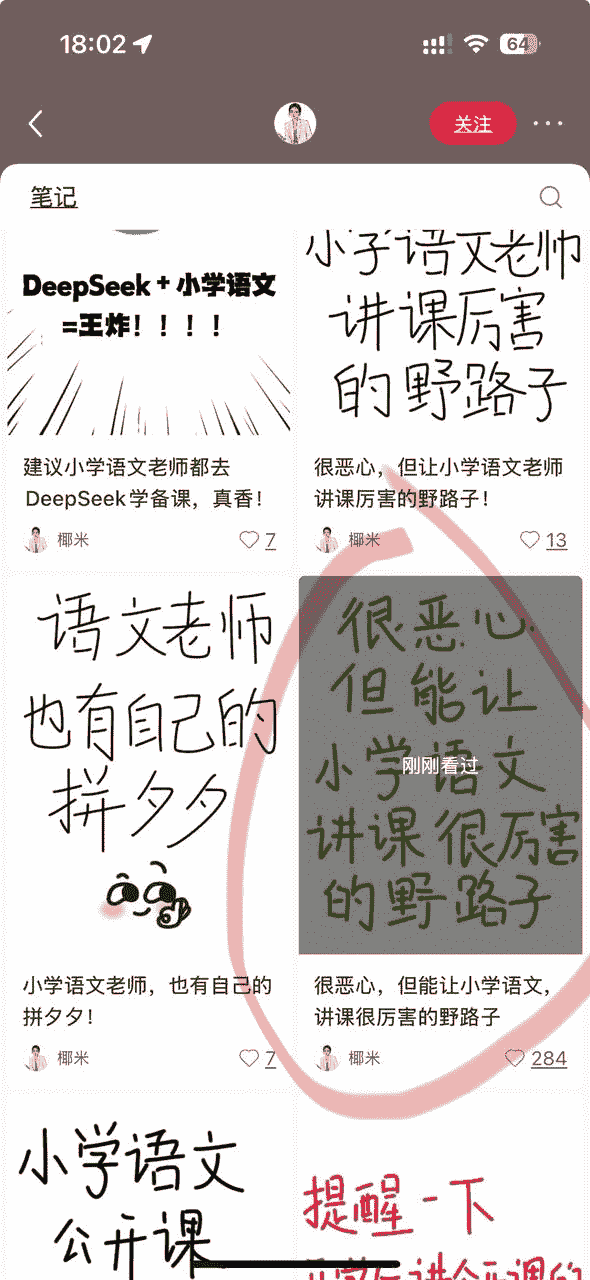 18:02
64
关注
笔记
DeepSeek + 小学语文
=王炸！！！！
建议小学语文老师都去
DeepSeek学备课，真香！
椰米
7
小学语文老师
讲课厉害
的野路子
很恶心，但让小学语文老师
讲课厉害的野路子！
椰米
13
语文老师
也有自己的
拼夕夕
小学语文老师，也有自己的
拼夕夕！
椰米
7
很恶心
但能让
小学语文
刚刚看过
讲课很厉害
的野路子
很恶心，但能让小学语文，
讲课很厉害的野路子
椰米
284
小学语文
公开课
提醒一下